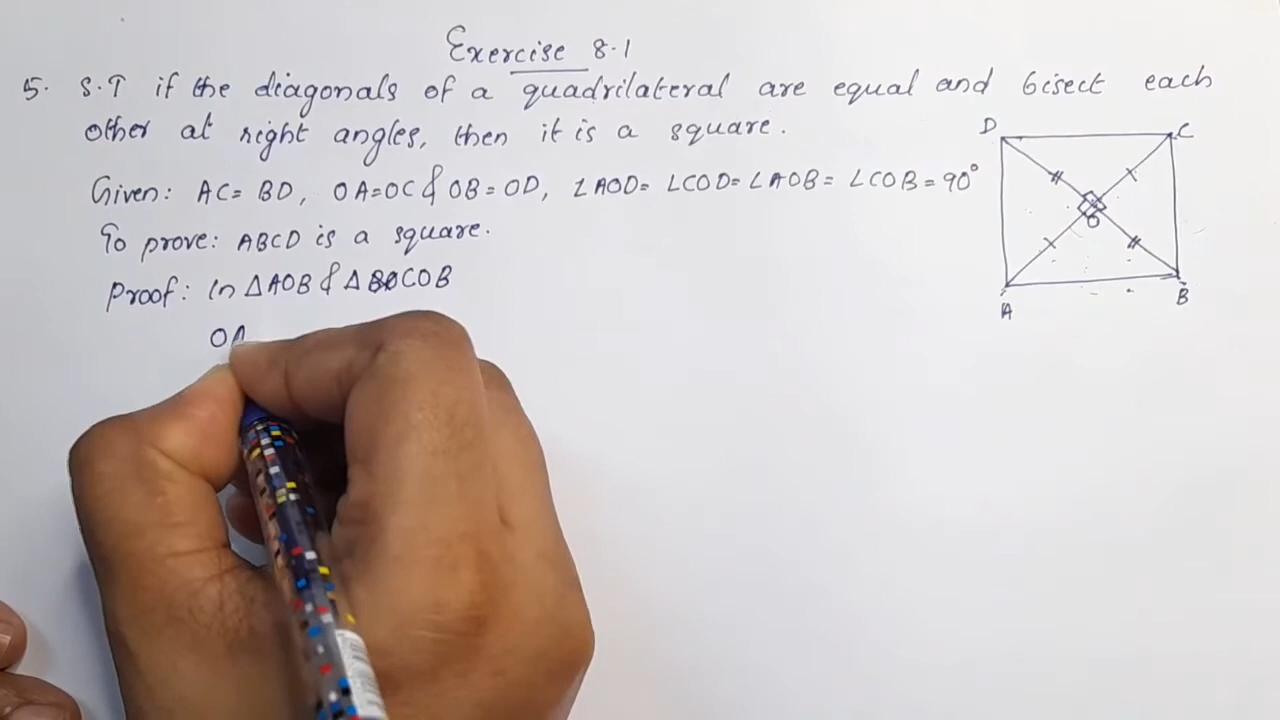 Exercise 8.1
5. S.T if the diagonals of a quadrilateral are equal and bisect each
other at right angles, then it is a square.
Given: AC = BD, OA=OC & OB=OD, ∠AOD= ∠COD= ∠AOB= ∠COB=90°
To prove: ABCD is a square.
Proof: In ΔAOB & Δ COB
OA
D C
O
A B